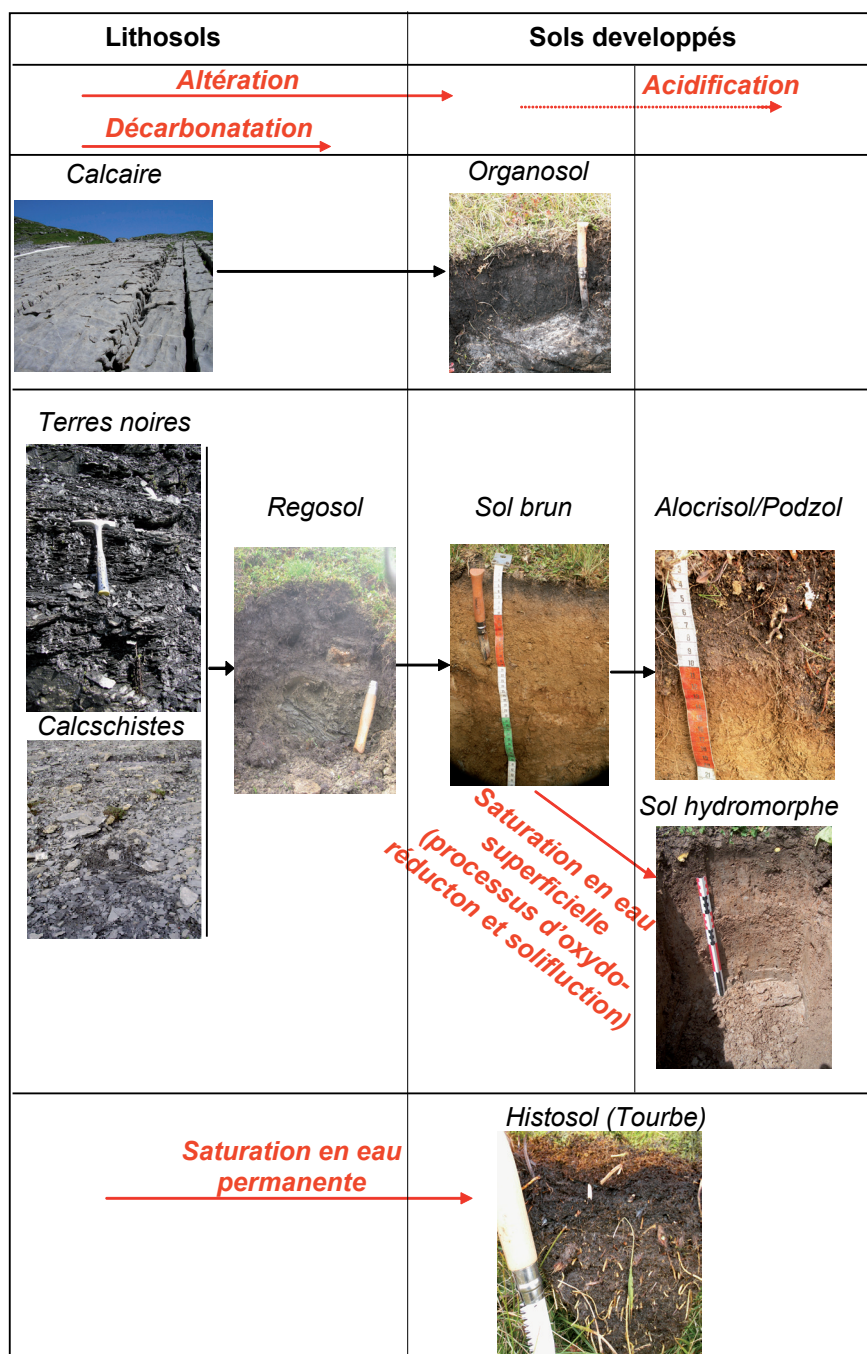 Lithosols
Sols developpés
Altération
Acidification
Décarbonatation
Calcaire
Organosol
Terres noires
Regosol
Sol brun
Alocrisol/Podzol
Calcschistes
Sol hydromorphe
Saturation en eau
superficielle
(processus d'oxydo-
réducton et solifluction)
Histosol (Tourbe)
Saturation en eau
permanente